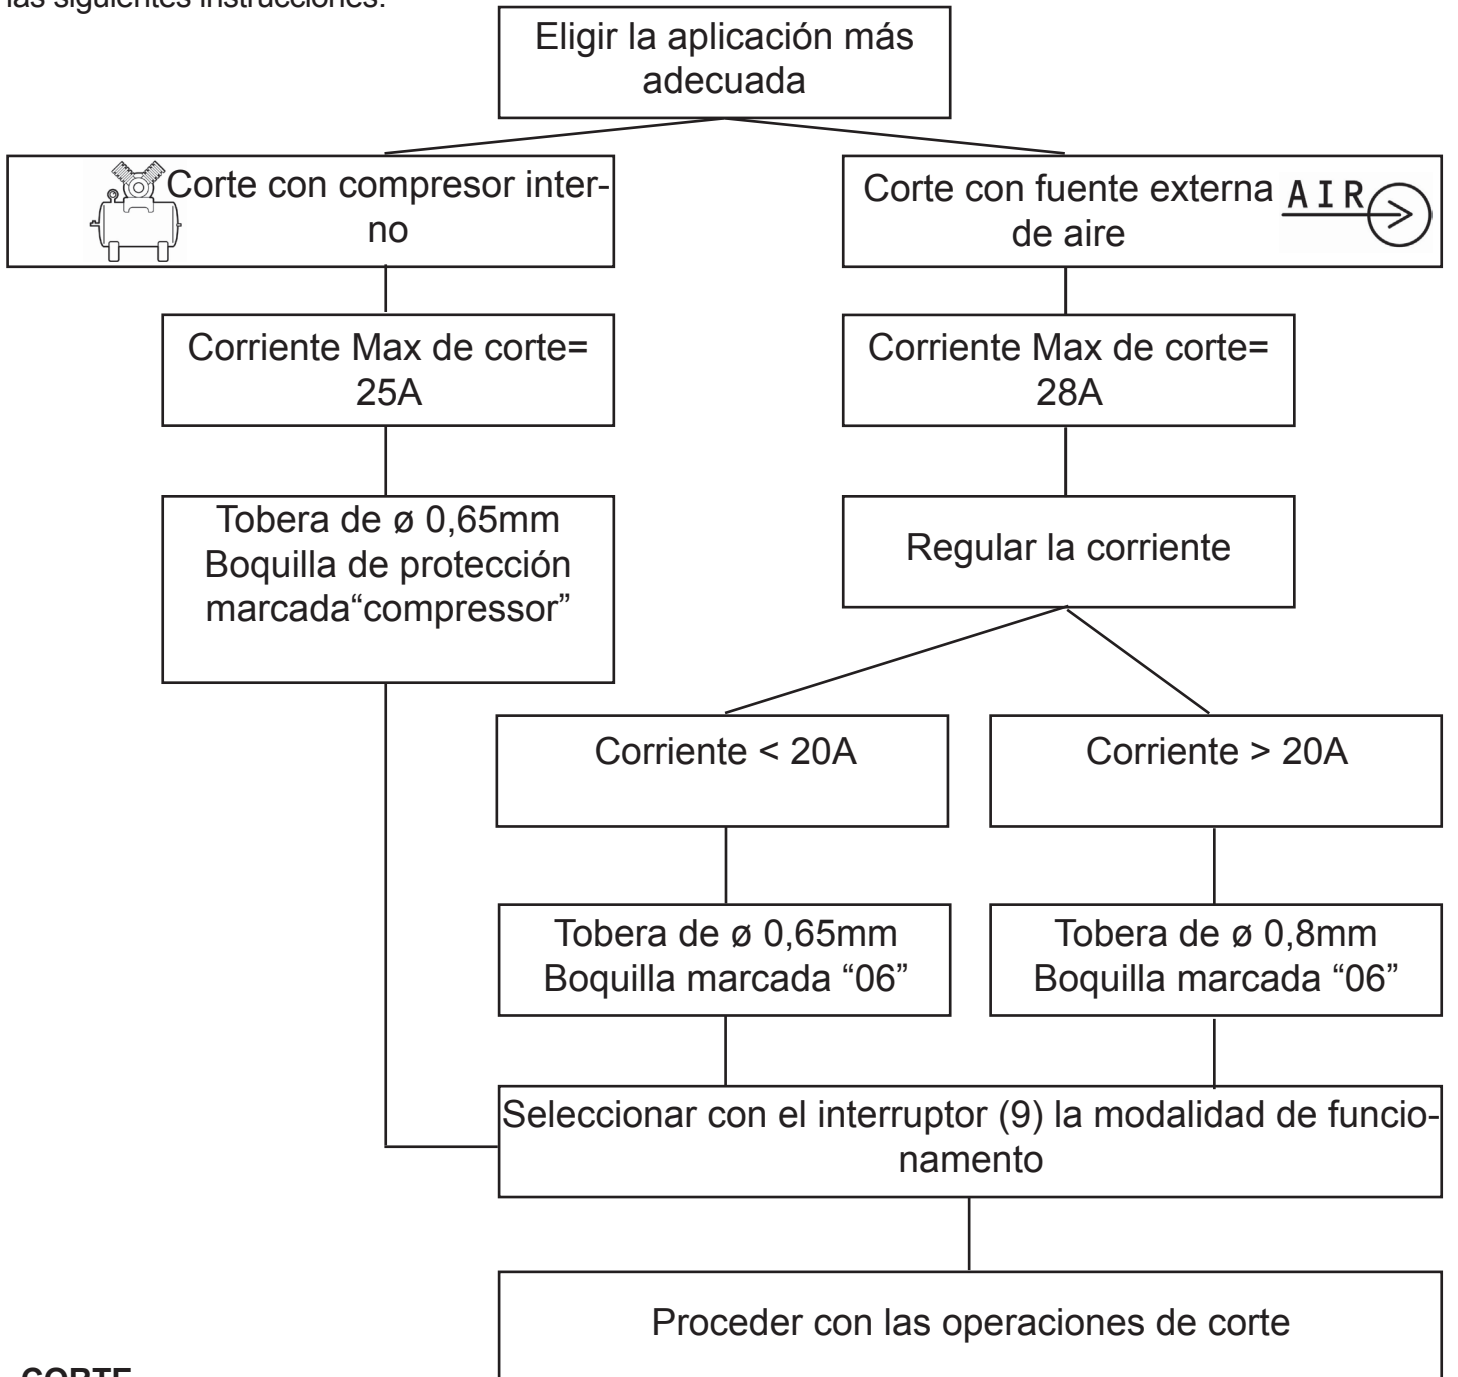 las siguientes instrucciones.
Eligir la aplicación más
adecuada
Corte con compresor inter-
no
Corte con fuente externa
de aire
AIR
Corriente Max de corte=
25A
Corriente Max de corte=
28A
Tobera de ø 0,65mm
Boquilla de protección
marcada“compressor”
Regular la corriente
Corriente < 20A
Corriente > 20A
Tobera de ø 0,65mm
Boquilla marcada “06”
Tobera de ø 0,8mm
Boquilla marcada “06”
Seleccionar con el interruptor (9) la modalidad de funcio-
namento
Proceder con las operaciones de corte
CORTE